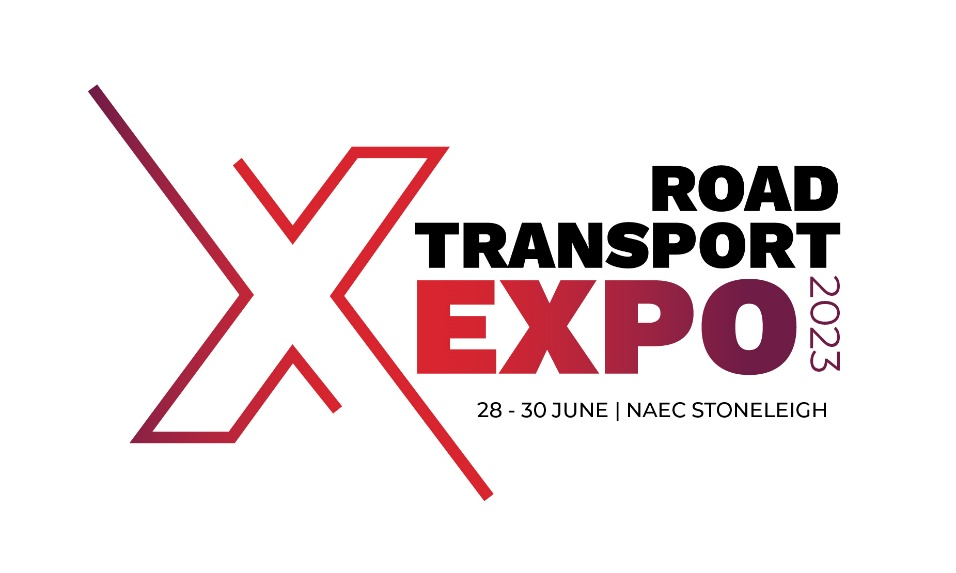 ROAD
TRANSPORT
EXPO
2023
28 - 30 JUNE | NAEC STONELEIGH